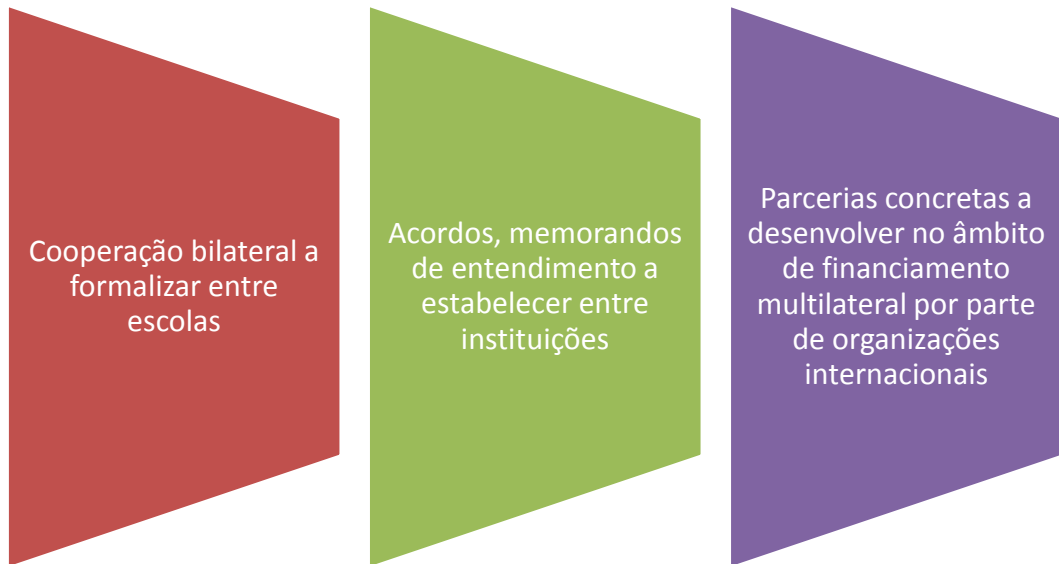 Cooperação bilateral a
formalizar entre
escolas
Acordos, memorandos
de entendimento a
estabelecer entre
instituições
Parcerias concretas a
desenvolver no âmbito
de financiamento
multilateral por parte
de organizações
internacionais